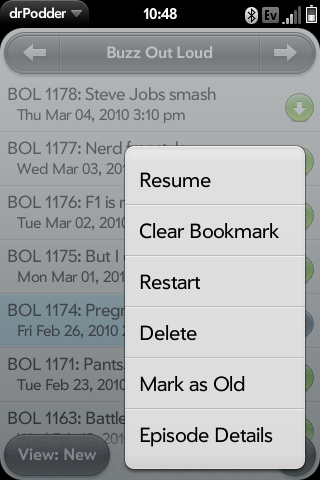 drPodder
10:48
Ev
Buzz Out Loud
BOL 1178: Steve Jobs smash
Thu Mar 04, 2010 3:10 pm
BOL 1177: Nerd
Wed Mar 03, 201
BOL 1176: F1 is
Tue Mar 02, 2010
BOL 1175: But I
Mon Mar 01, 201
BOL 1174: Pregn
Fri Feb 26, 2010
BOL 1171: Pants
Tue Feb 23, 2010
BOL 1163: Battle
View: New
Resume
Clear Bookmark
Restart
Delete
Mark as Old
Episode Details